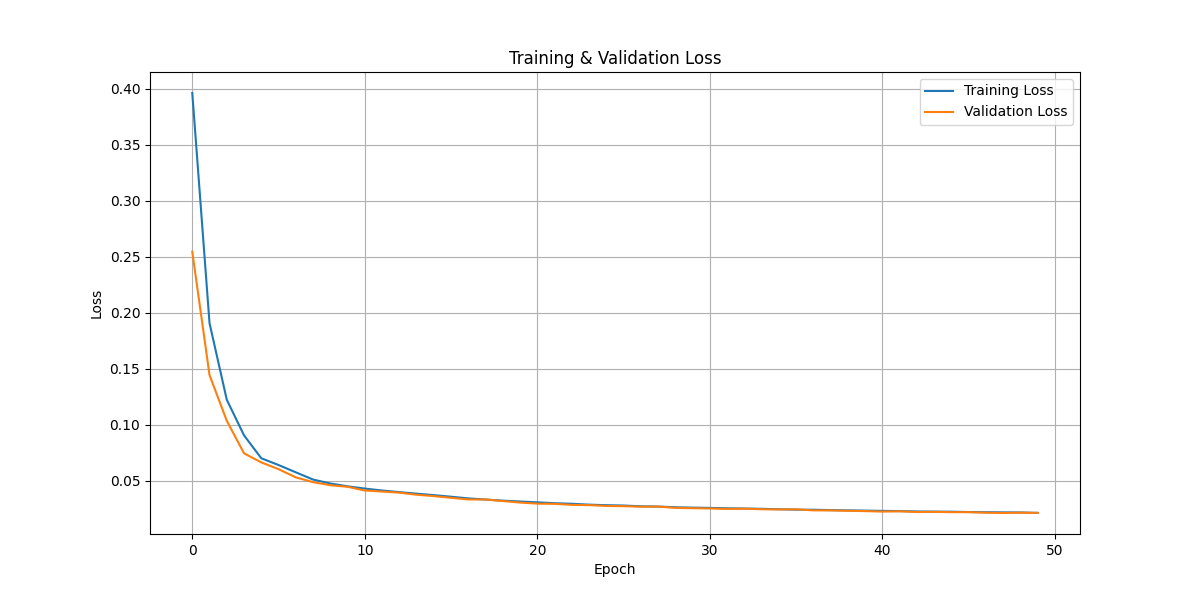 Training & Validation Loss
Training Loss
Validation Loss
0.40
0.35
0.30
0.25
0.20
0.15
0.10
0.05
Loss
0 10 20 30 40 50
Epoch